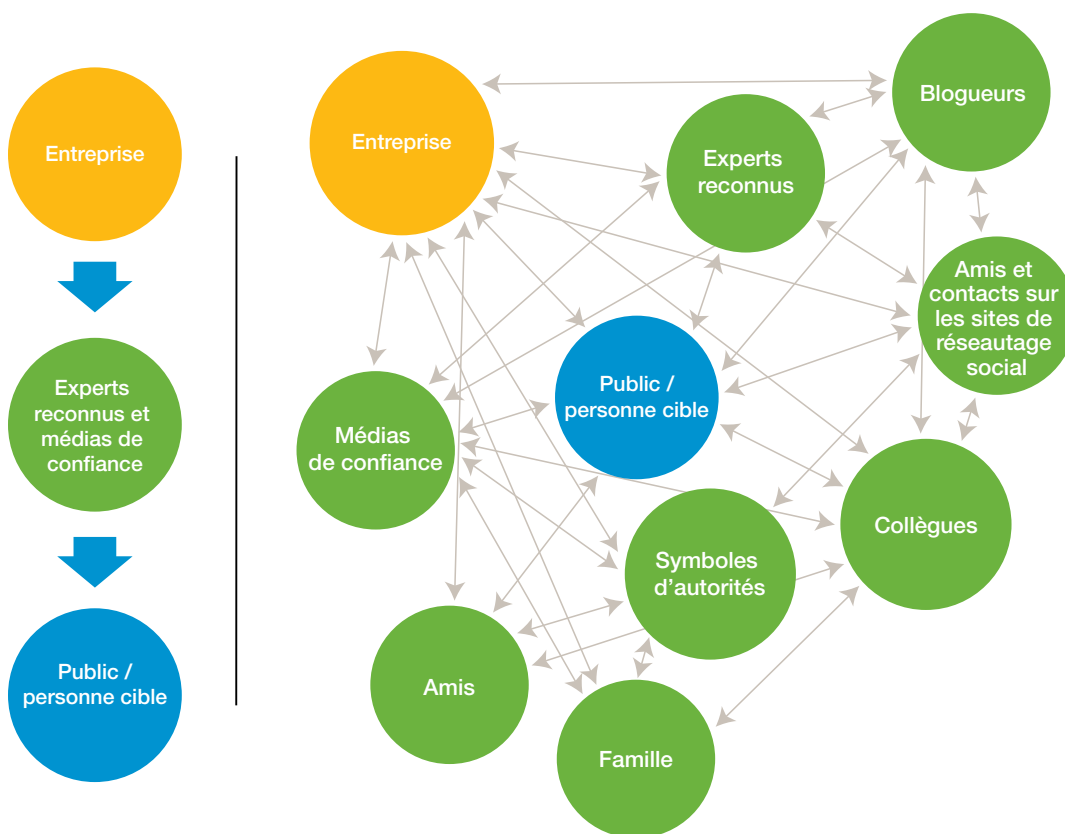 Entreprise
Experts
reconnus et
médias de
confiance
Public /
personne cible
Entreprise
Blogueurs
Experts
reconnus
Amis et
contacts sur
les sites de
réseautage
social
Public /
personne cible
Médias
de confiance
Collègues
Symboles
d'autorités
Amis
Famille